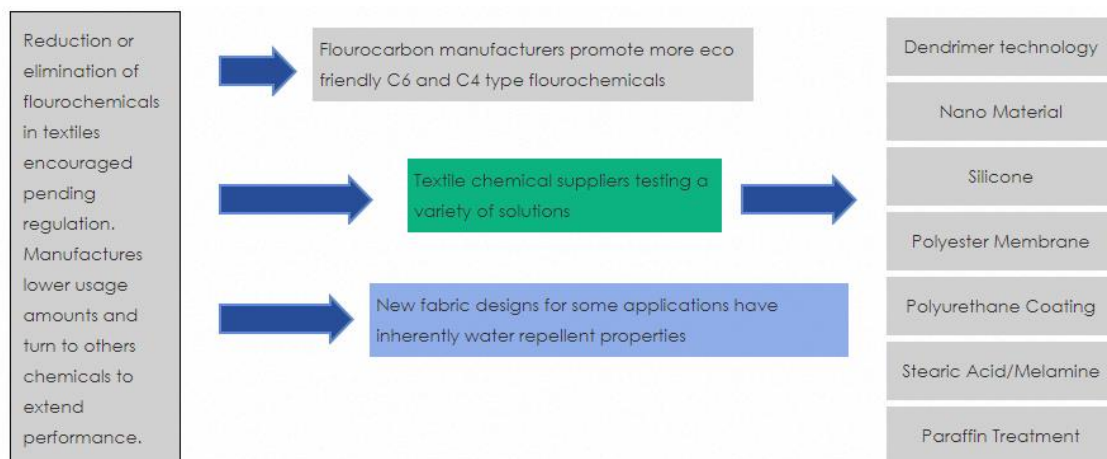 Reduction or
elimination of
flourochemicals
in textiles
encouraged
pending
regulation.
Manufactures
lower usage
amounts and
turn to others
chemicals to
extend
performance.
Flourocarbon manufacturers promote more eco
friendly C6 and C4 type flourochemicals
Textile chemical suppliers testing a
variety of solutions
New fabric designs for some applications have
inherently water repellent properties
Dendrimer technology
Nano Material
Silicone
Polyester Membrane
Polyurethane Coating
Stearic Acid/Melamine
Paraffin Treatment